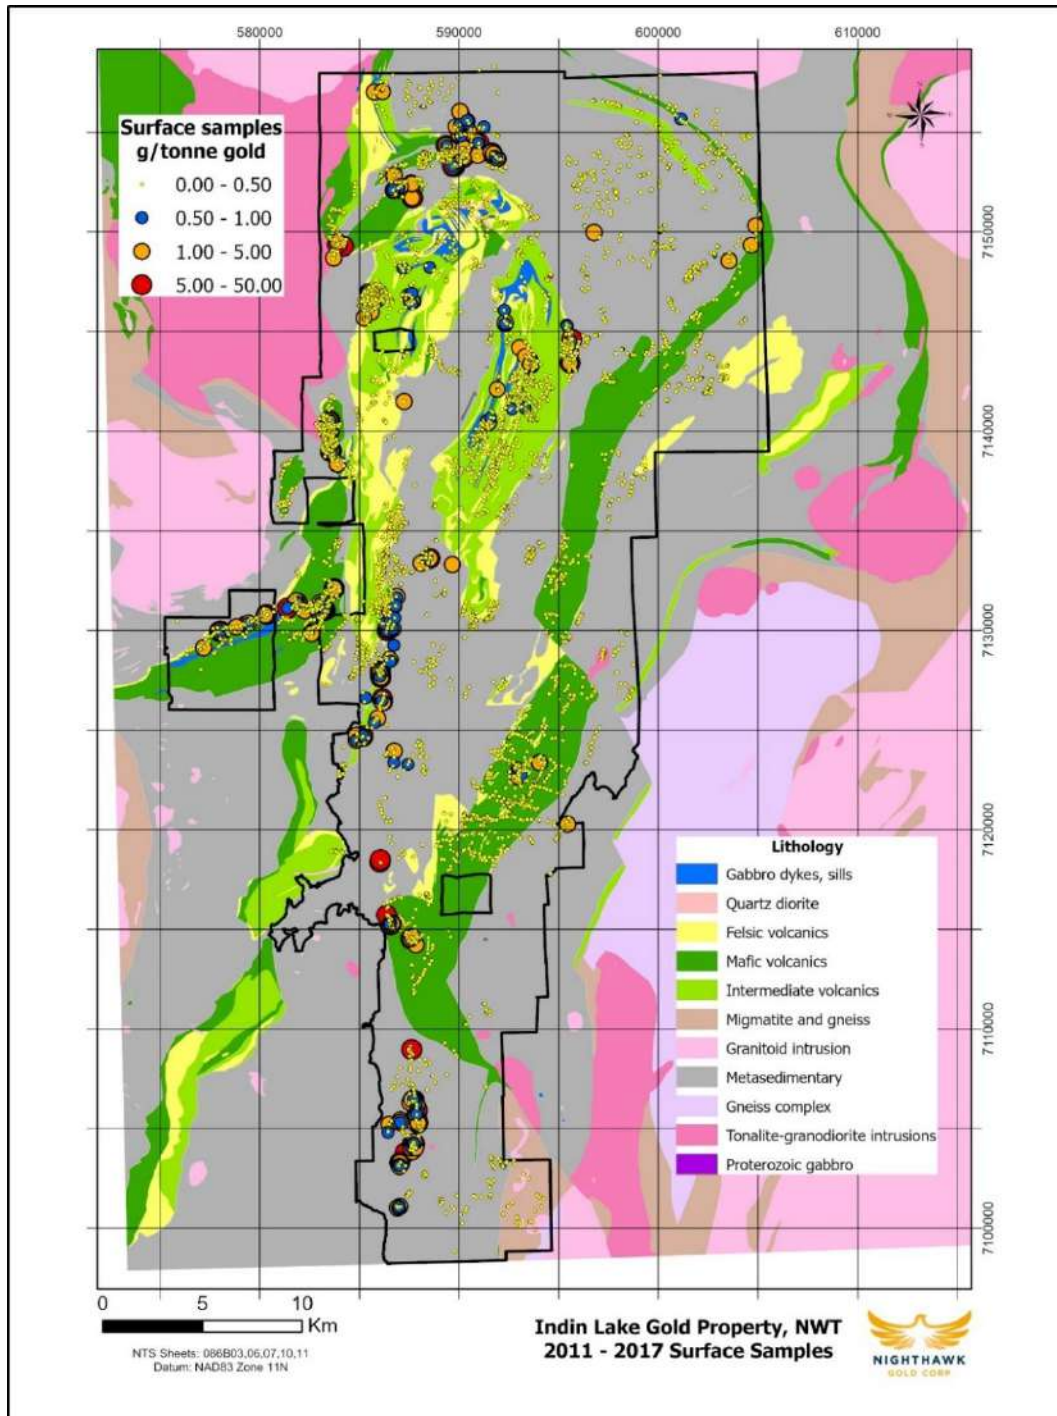 580000
590000
600000
610000
Surface samples
g/tonne gold
0.00 - 0.50
0.50 - 1.00
1.00 - 5.00
5.00 - 50.00
7150000
7140000
7130000
7120000
7110000
7100000
Lithology
Gabbro dykes, sills
Quartz diorite
Felsic volcanics
Mafic volcanics
Intermediate volcanics
Migmatite and gneiss
Granitoid intrusion
Metasedimentary
Gneiss complex
Tonalite-granodiorite intrusions
Proterozoic gabbro
0 5 10
Km
NTS Sheets: 086B03,06,07,10,11
Datum: NAD83 Zone 11N
Indin Lake Gold Property, NWT
2011 - 2017 Surface Samples
NIGHTHAWK
GOLD CORP